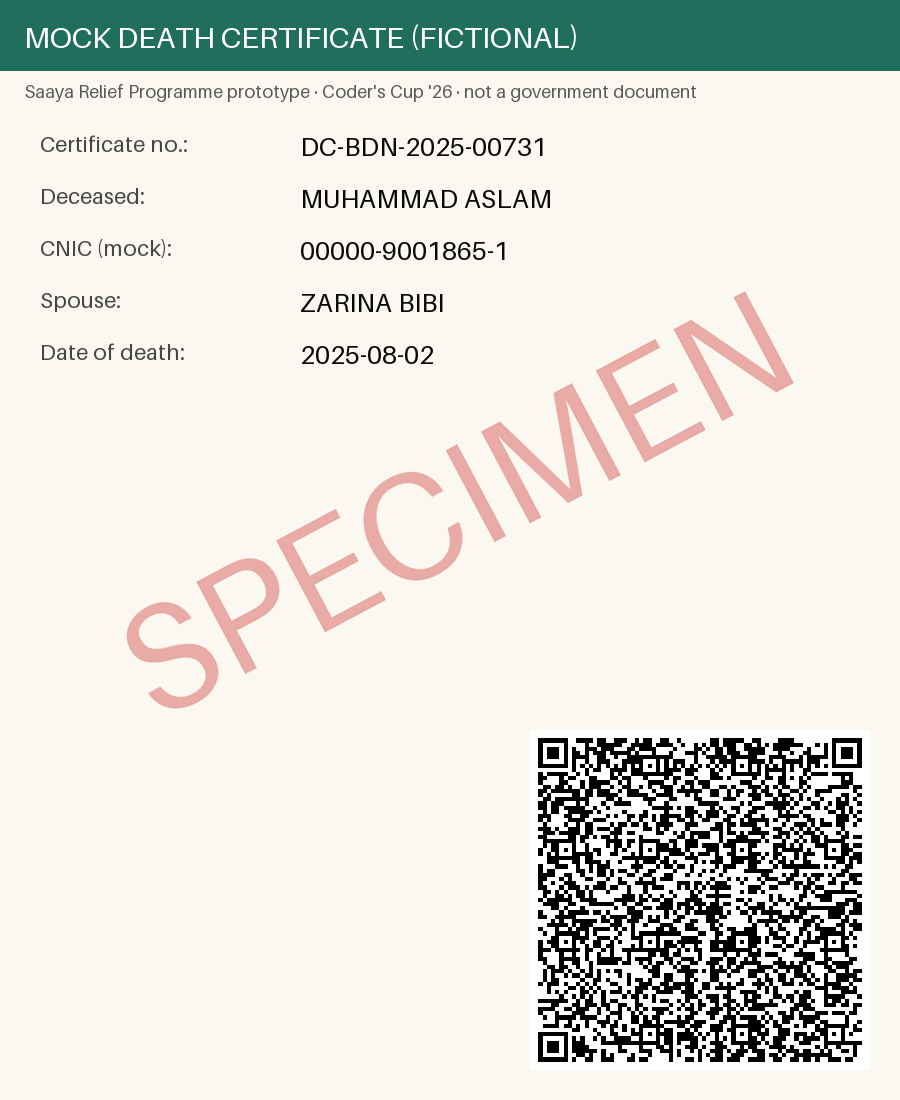 MOCK DEATH CERTIFICATE (FICTIONAL)
Saaya Relief Programme prototype · Coder's Cup '26 · not a government document
Certificate no.: DC-BDN-2025-00731
Deceased: MUHAMMAD ASLAM
CNIC (mock): 00000-9001865-1
Spouse: ZARINA BIBI
Date of death: 2025-08-02
SPECIMEN